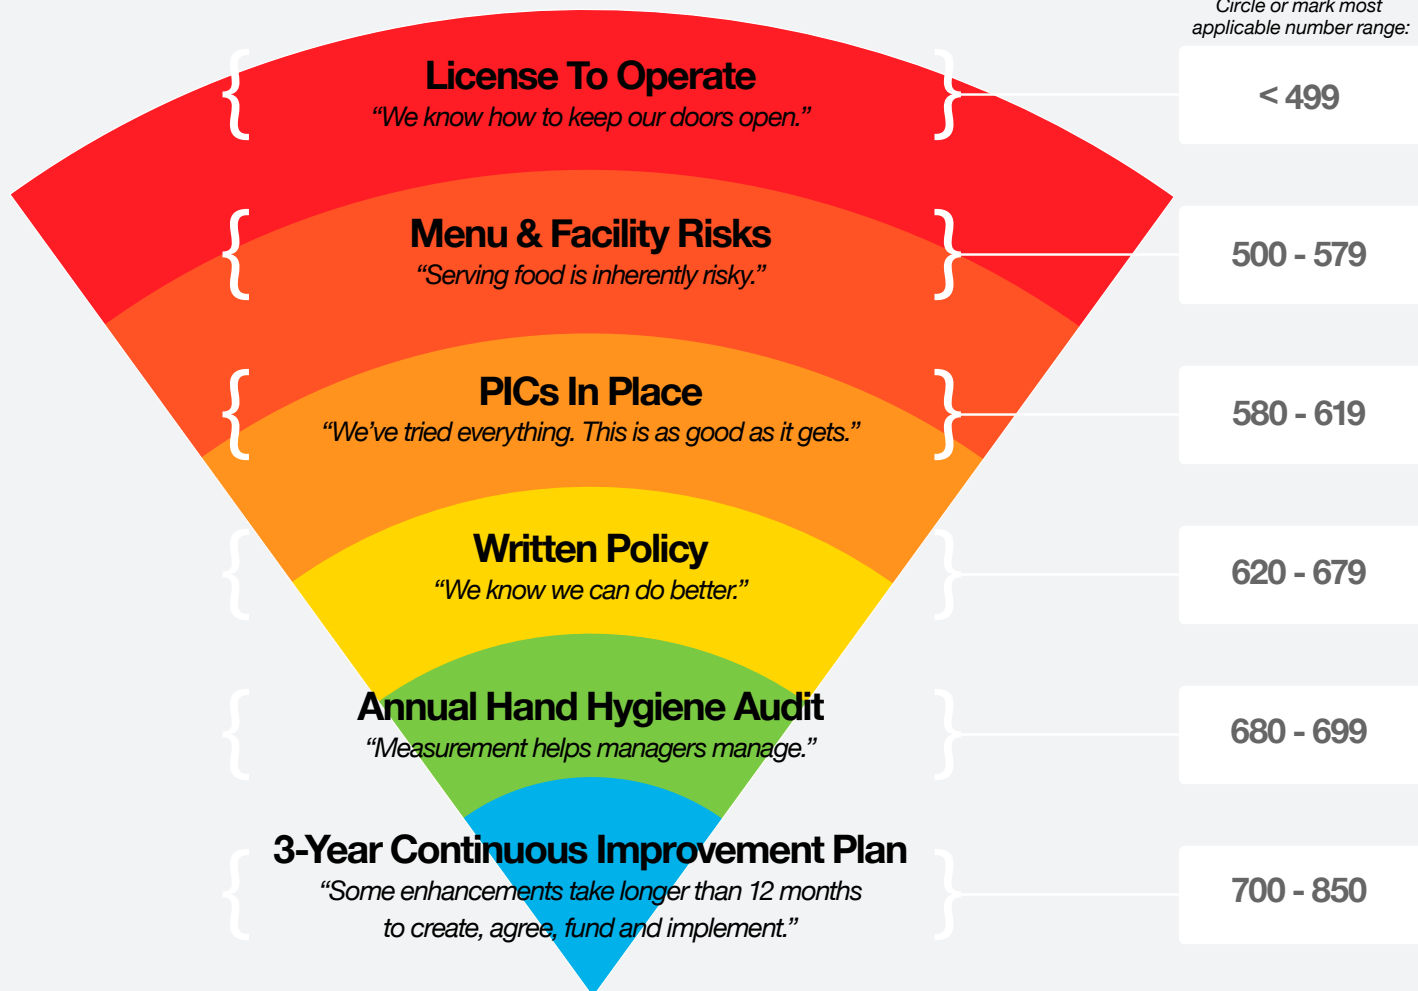 Circle or mark most
applicable number range:
License To Operate
“We know how to keep our doors open.”
< 499
Menu & Facility Risks
“Serving food is inherently risky.”
500 - 579
PICs In Place
“We’ve tried everything. This is as good as it gets.”
580 - 619
Written Policy
“We know we can do better.”
620 - 679
Annual Hand Hygiene Audit
“Measurement helps managers manage.”
680 - 699
3-Year Continuous Improvement Plan
“Some enhancements take longer than 12 months
to create, agree, fund and implement.”
700 - 850